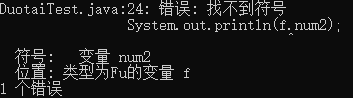 DuotaiTest.java:24: 错误: 找不到符号
System.out.println(f.num2);
^
符号:   变量 num2
位置: 类型为Fu的变量 f
1 个错误